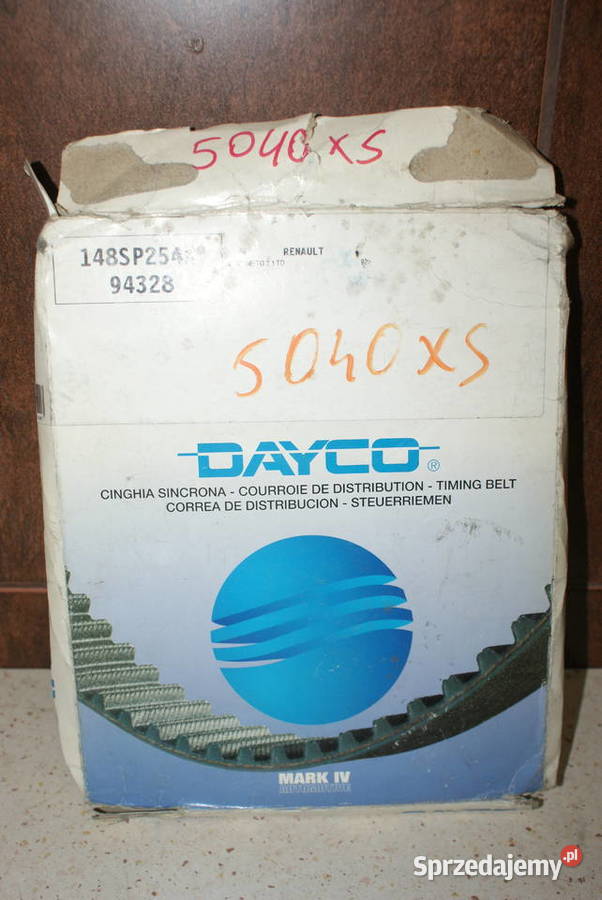 5040XS
148SP254
94328
RENAULT
5040XS
DAYCO®
CINGHIA SINCRONA - COURROIE DE DISTRIBUTION - TIMING BELT
CORREA DE DISTRIBUCION - STEUERRIEMEN
MARK IV
AUTOMOTIVE
Sprzedajemy.pl